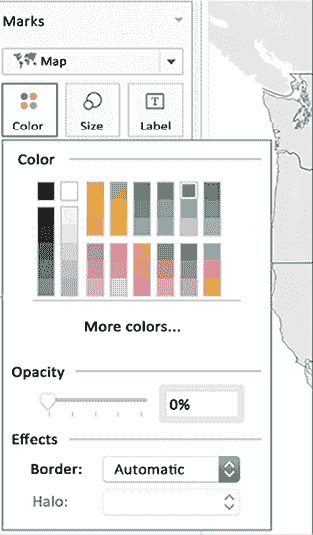 Marks
Map
Color Size Label
Color
More colors...
Opacity
0%
Effects
Border: Automatic
Halo: